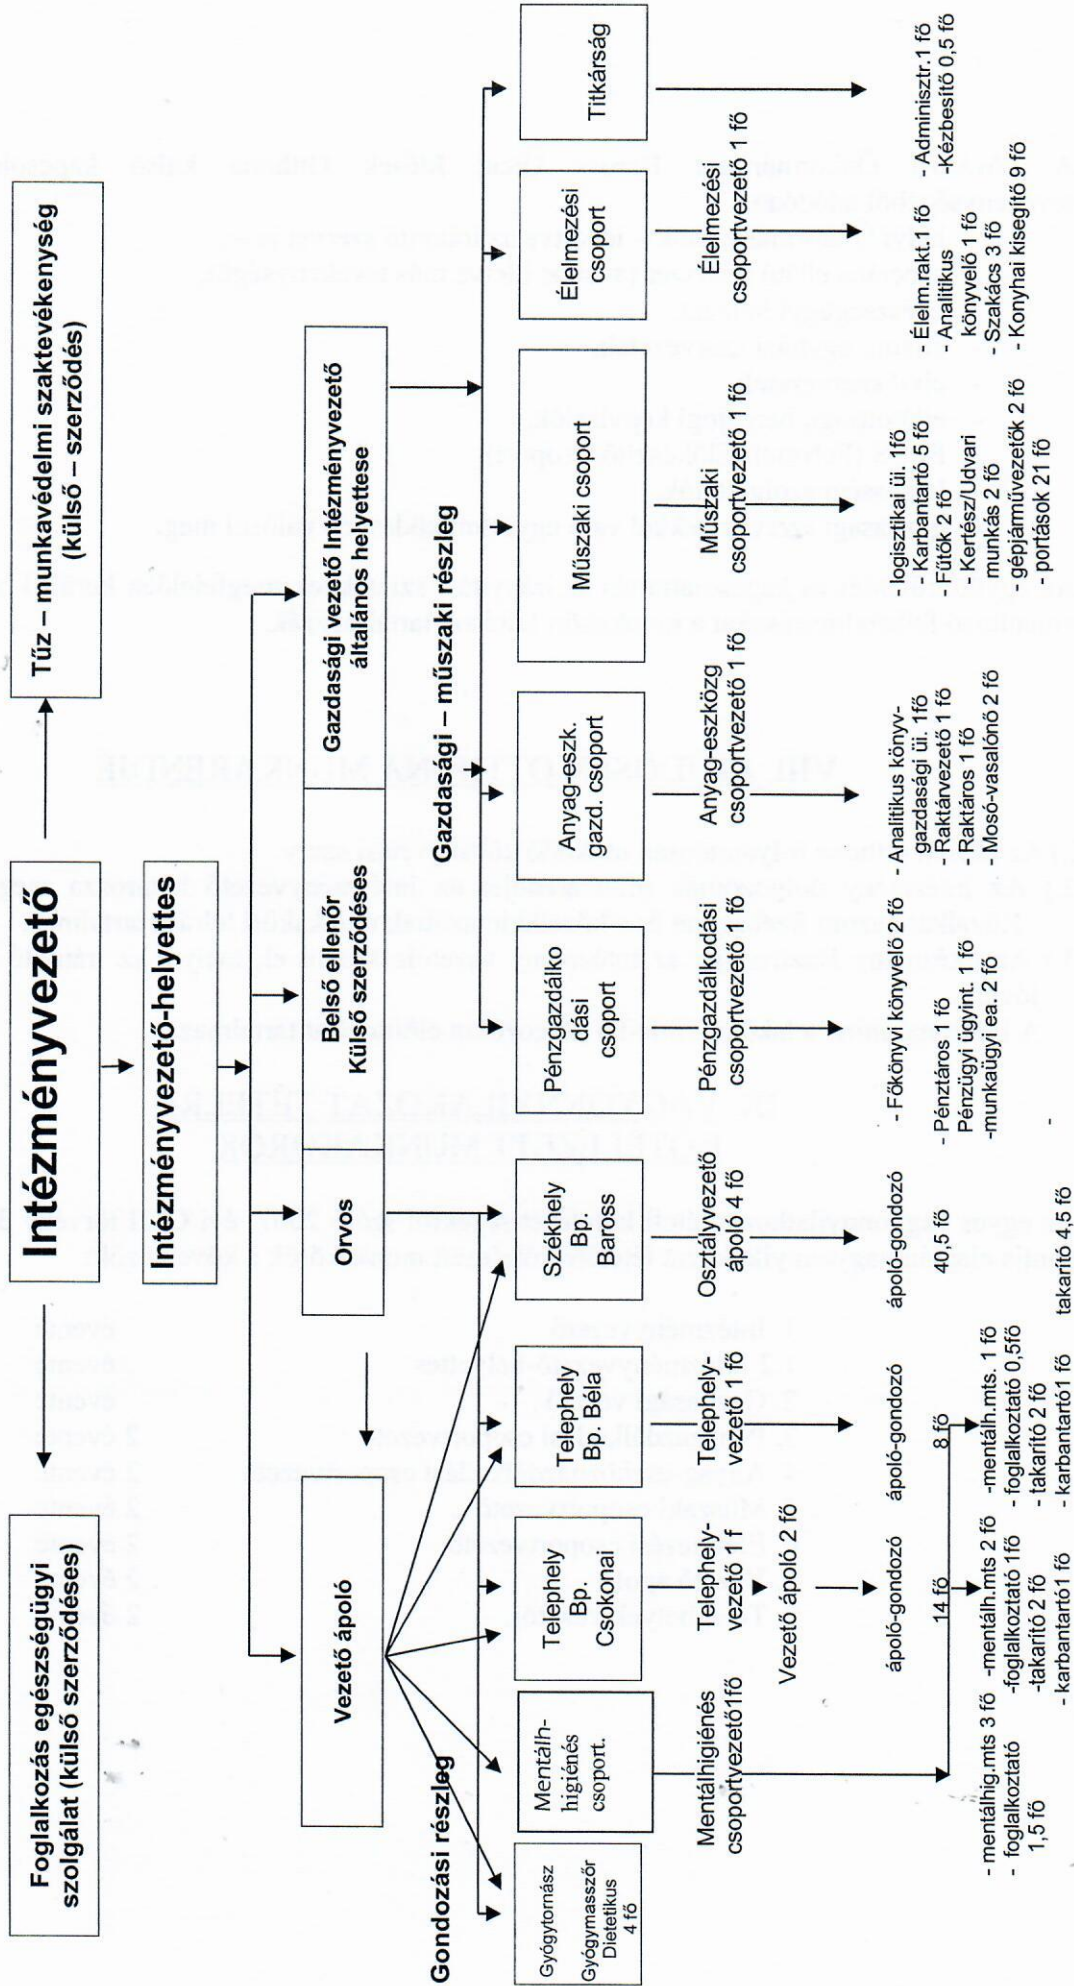 Foglalkozás egészségügyi
szolgálat (külső szerződéses)
Intézményvezető
Tűz – munkavédelmi szaktevékenység
(külső – szerződés)
Intézményvezető-helyettes
Vezető ápoló
Orvos
Belső ellenőr
Külső szerződéses
Gazdasági vezető Intézményvezető
általános helyettese
Gondozási részleg
Gazdasági – műszaki részleg
Gyógytornász
Gyógymasszőr
Dietetikus
4 fő
Mentálh-
higiénés
csoport.
Telephely
Bp.
Csokonai
Telephely
Bp. Béla
Székhely
Bp.
Baross
Pénzgazdálko
dási
csoport
Anyag-eszk.
gazd. csoport
Műszaki csoport
Élelmezési
csoport
Titkárság
Mentálhigiénés
csoportvezető1fő
Telephely-
vezető 1f
Vezető ápoló 2 fő
Telephely-
vezető 1fő
Osztályvezető
ápoló 4 fő
Pénzgazdálkodási
csoportvezető 1 fő
Anyag-eszközg
csoportvezető 1 fő
Műszaki
csoportvezető 1 fő
Élelmezési
csoportvezető 1 fő
ápoló-gondozó
14 fő
ápoló-gondozó
8 fő
ápoló-gondozó
40,5 fő
takarító 4,5 fő
- mentálhig.mts 3 fő
- foglalkoztató
1,5 fő
-mentálh.mts 2 fő
-foglalkoztató 1fő
-takarító 2 fő
- karbantartó1 fő
-mentálh.mts. 1 fő
- foglalkoztató 0,5fő
- takarító 2 fő
- karbantartó1 fő
- Főkönyi könyvelő 2 fő
- Pénztáros 1 fő
Pénzügyi ügyint. 1 fő
-munkaügyi ea 2 fő
-
- Analitikus könyv-
gazdasági üi. 1fő
- Raktárvezető 1 fő
Raktáros 1 fő
- Mosó-vasalónő 2 fő
logisztikai üi. 1fő
- Karbantartó 5 fő
- Fűtők 2 fő
- Kertész/Udvari
munkás 2 fő
-gépjárművezetők 2 fő
- portások 21 fő
- Élelm.rakt.1 fő
- Analitikus
könyvelő 1 fő
- Szakács 3 fő
- Konyhai kisegítő 9 fő
- Adminisztr.1 fő
-Kézbesítő 0,5 fő